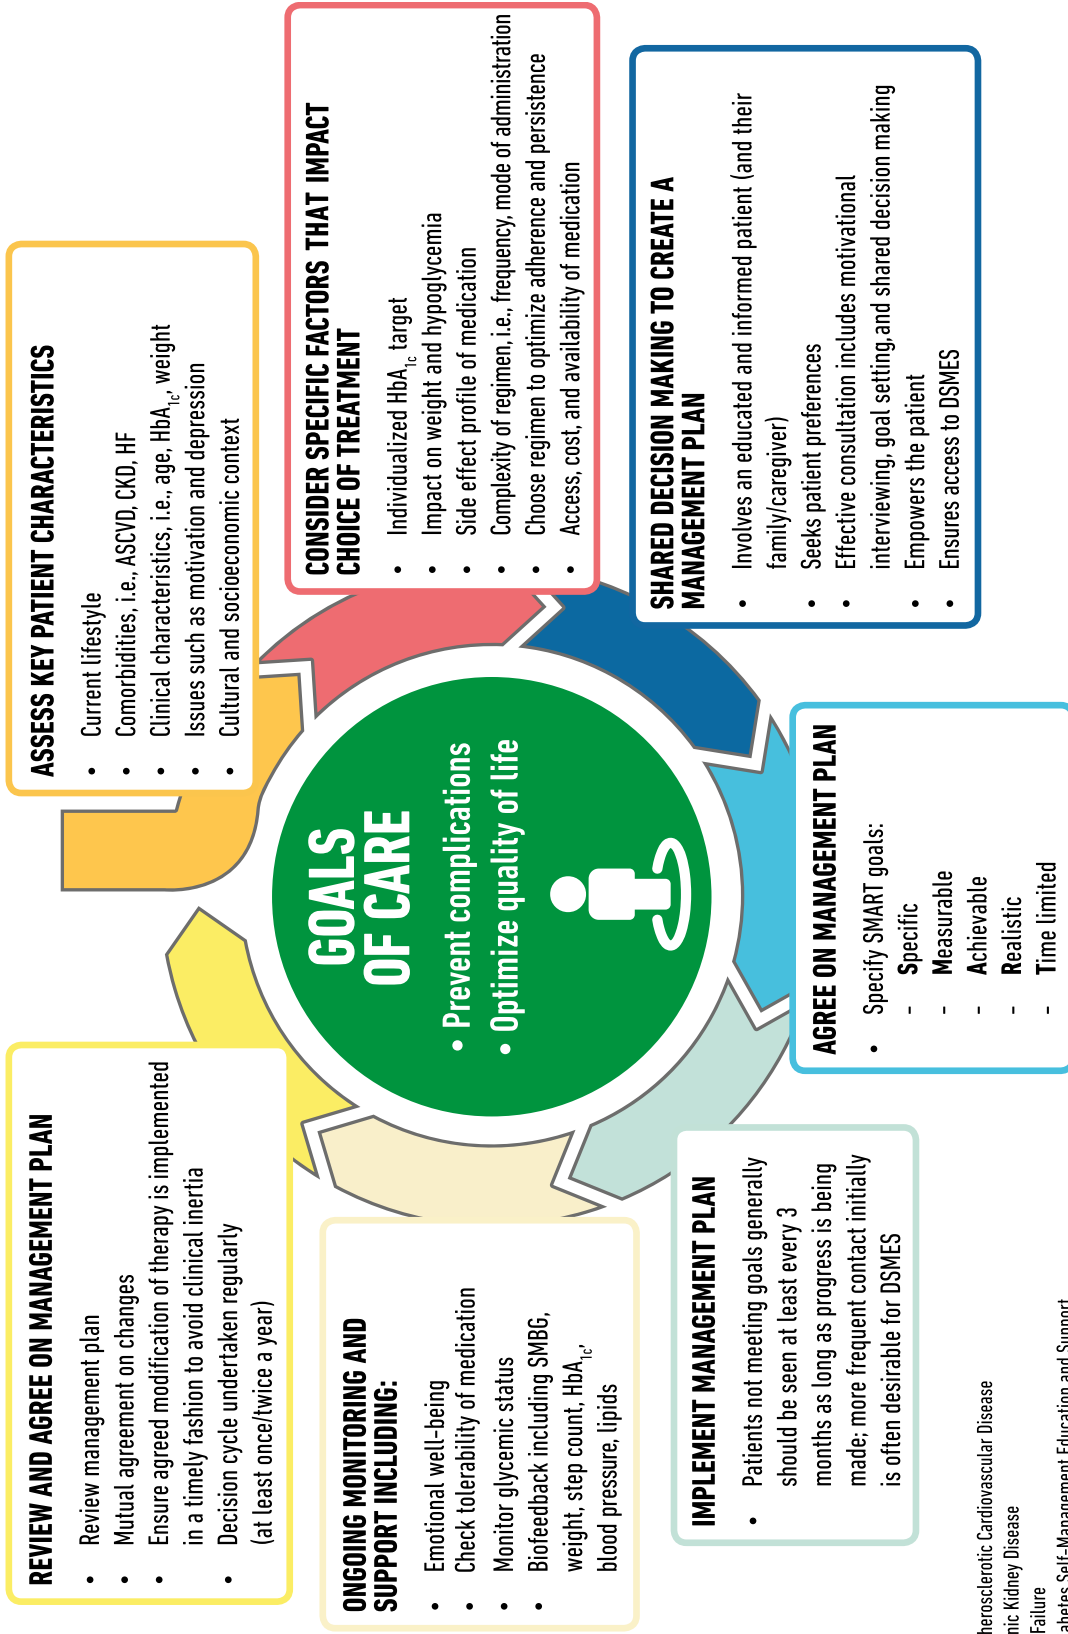 GOALS
OF CARE
• Prevent complications
• Optimize quality of life
ASSESS KEY PATIENT CHARACTERISTICS
• Current lifestyle
• Comorbidities, i.e., ASCVD, CKD, HF
• Clinical characteristics, i.e., age, HbA1c, weight
• Issues such as motivation and depression
• Cultural and socioeconomic context
CONSIDER SPECIFIC FACTORS THAT IMPACT
CHOICE OF TREATMENT
• Individualized HbA1c target
• Impact on weight and hypoglycemia
• Side effect profile of medication
• Complexity of regimen, i.e., frequency, mode of administration
• Choose regimen to optimize adherence and persistence
• Access, cost, and availability of medication
SHARED DECISION MAKING TO CREATE A
MANAGEMENT PLAN
• Involves an educated and informed patient (and their
family/caregiver)
• Seeks patient preferences
• Effective consultation includes motivational
interviewing, goal setting,and shared decision making
• Empowers the patient
• Ensures access to DSMES
AGREE ON MANAGEMENT PLAN
• Specify SMART goals:
- Specific
- Measurable
- Achievable
- Realistic
- Time limited
IMPLEMENT MANAGEMENT PLAN
• Patients not meeting goals generally
should be seen at least every 3
months as long as progress is being
made; more frequent contact initially
is often desirable for DSMES
ONGOING MONITORING AND
SUPPORT INCLUDING:
• Emotional well-being
• Check tolerability of medication
• Monitor glycemic status
• Biofeedback including SMBG,
weight, step count, HbA1c,
blood pressure, lipids
REVIEW AND AGREE ON MANAGEMENT PLAN
• Review management plan
• Mutual agreement on changes
• Ensure agreed modification of therapy is implemented
in a timely fashion to avoid clinical inertia
• Decision cycle undertaken regularly
(at least once/twice a year)
herosclerotic Cardiovascular Disease
nic Kidney Disease
Failure
abetes Self-Management Education and Support